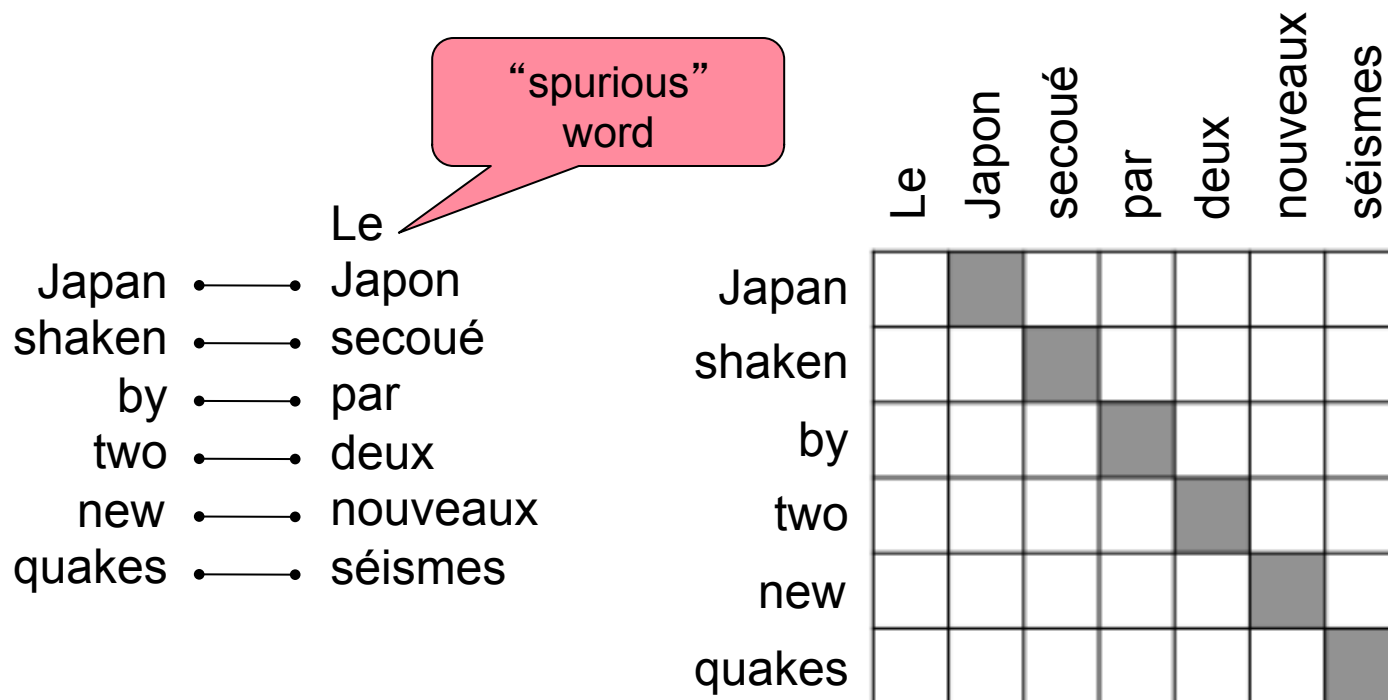 “spurious”
word
Le
Japan Japon
shaken secoué
by par
two deux
new nouveaux
quakes séismes
Le Japon secoué par deux nouveaux séismes
Japan
shaken
by
two
new
quakes